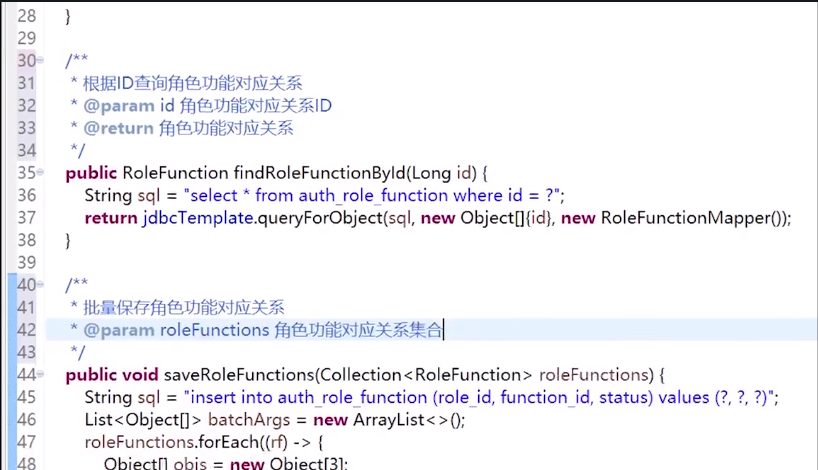 28 }
29
30 /**
31 * 根据ID查询角色功能对应关系
32 * @param id 角色功能对应关系ID
33 * @return 角色功能对应关系
34 */
35 public RoleFunction findRoleFunctionById(Long id) {
36 String sql = "select * from auth_role_function where id = ?";
37 return jdbcTemplate.queryForObject(sql, new Object[]{id}, new RoleFunctionMapper());
38 }
39
40 /**
41 * 批量保存角色功能对应关系
42 * @param roleFunctions 角色功能对应关系集合
43 */
44 public void saveRoleFunctions(Collection<RoleFunction> roleFunctions) {
45 String sql = "insert into auth_role_function (role_id, function_id, status) values (?, ?, ?)";
46 List<Object[]> batchArgs = new ArrayList<>();
47 roleFunctions.forEach((rf) -> {
48 Object[] objs = new Object[3];